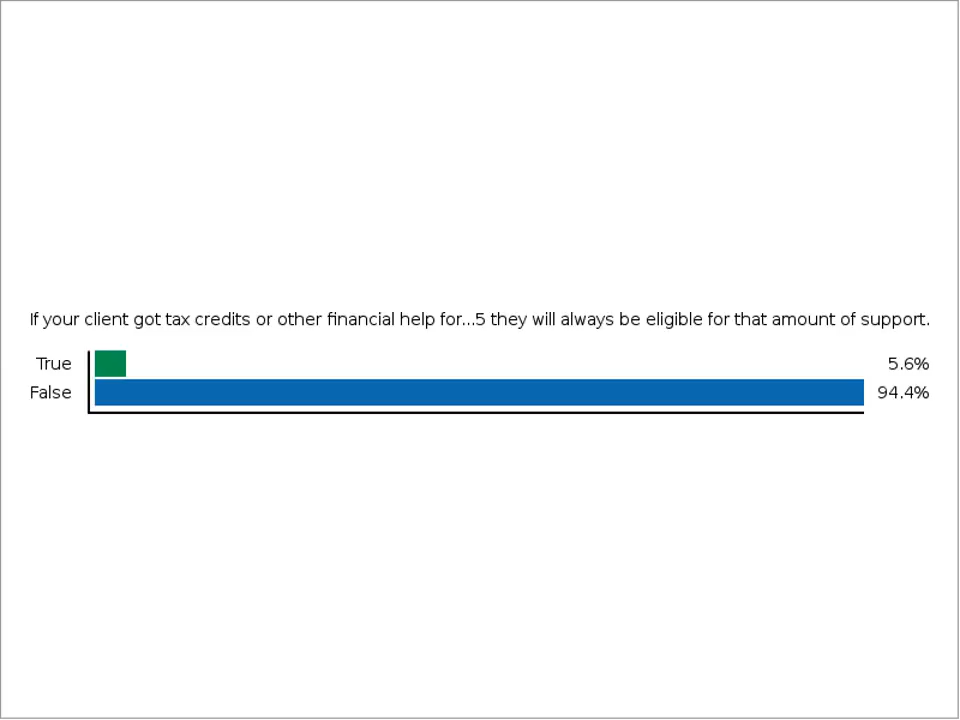 If your client got tax credits or other financial help for...5 they will always be eligible for that amount of support.
True 5.6%
False 94.4%